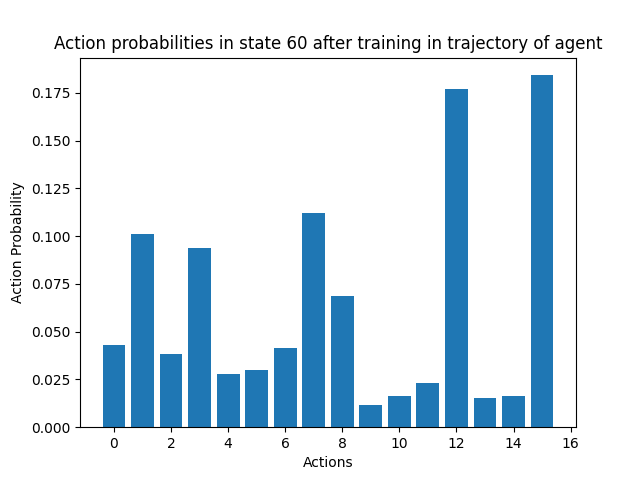 Action probabilities in state 60 after training in trajectory of agent
0.175
0.150
0.125
0.100
0.075
0.050
0.025
0.000
Action Probability
0 2 4 6 8 10 12 14 16
Actions